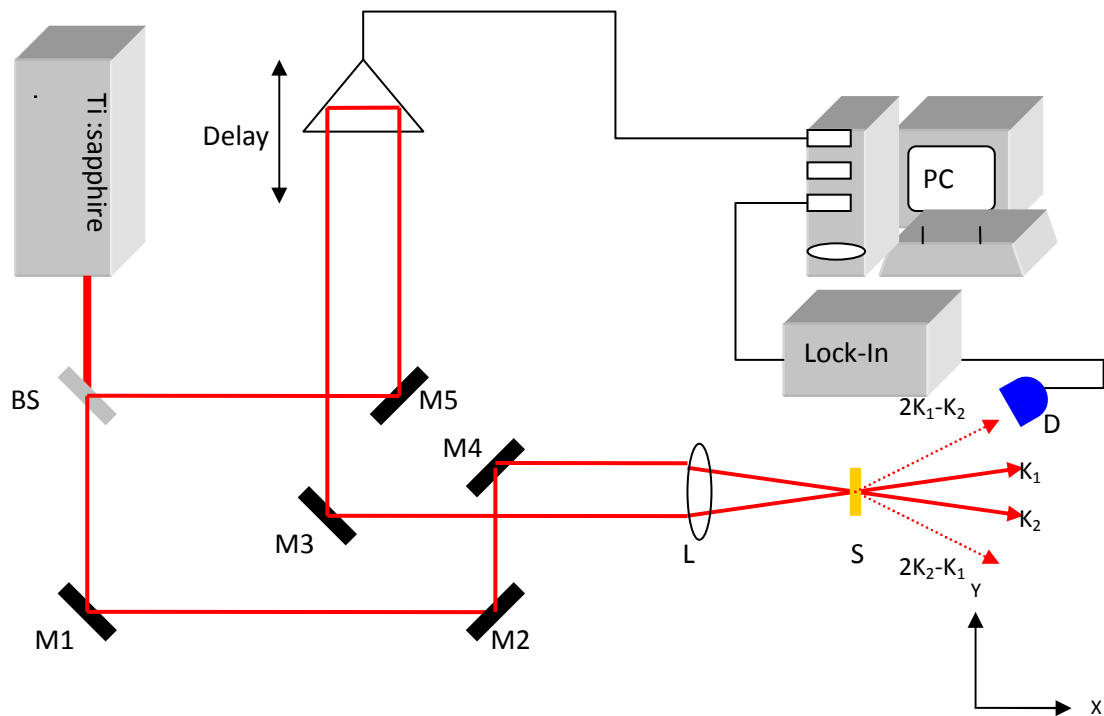 Ti :sapphire
.
Delay
PC
Lock-In
BS
M5
2K₁-K₂
D
M4
K₁
M3
K₂
L
S
2K₂-K₁
Y
M1
M2
X